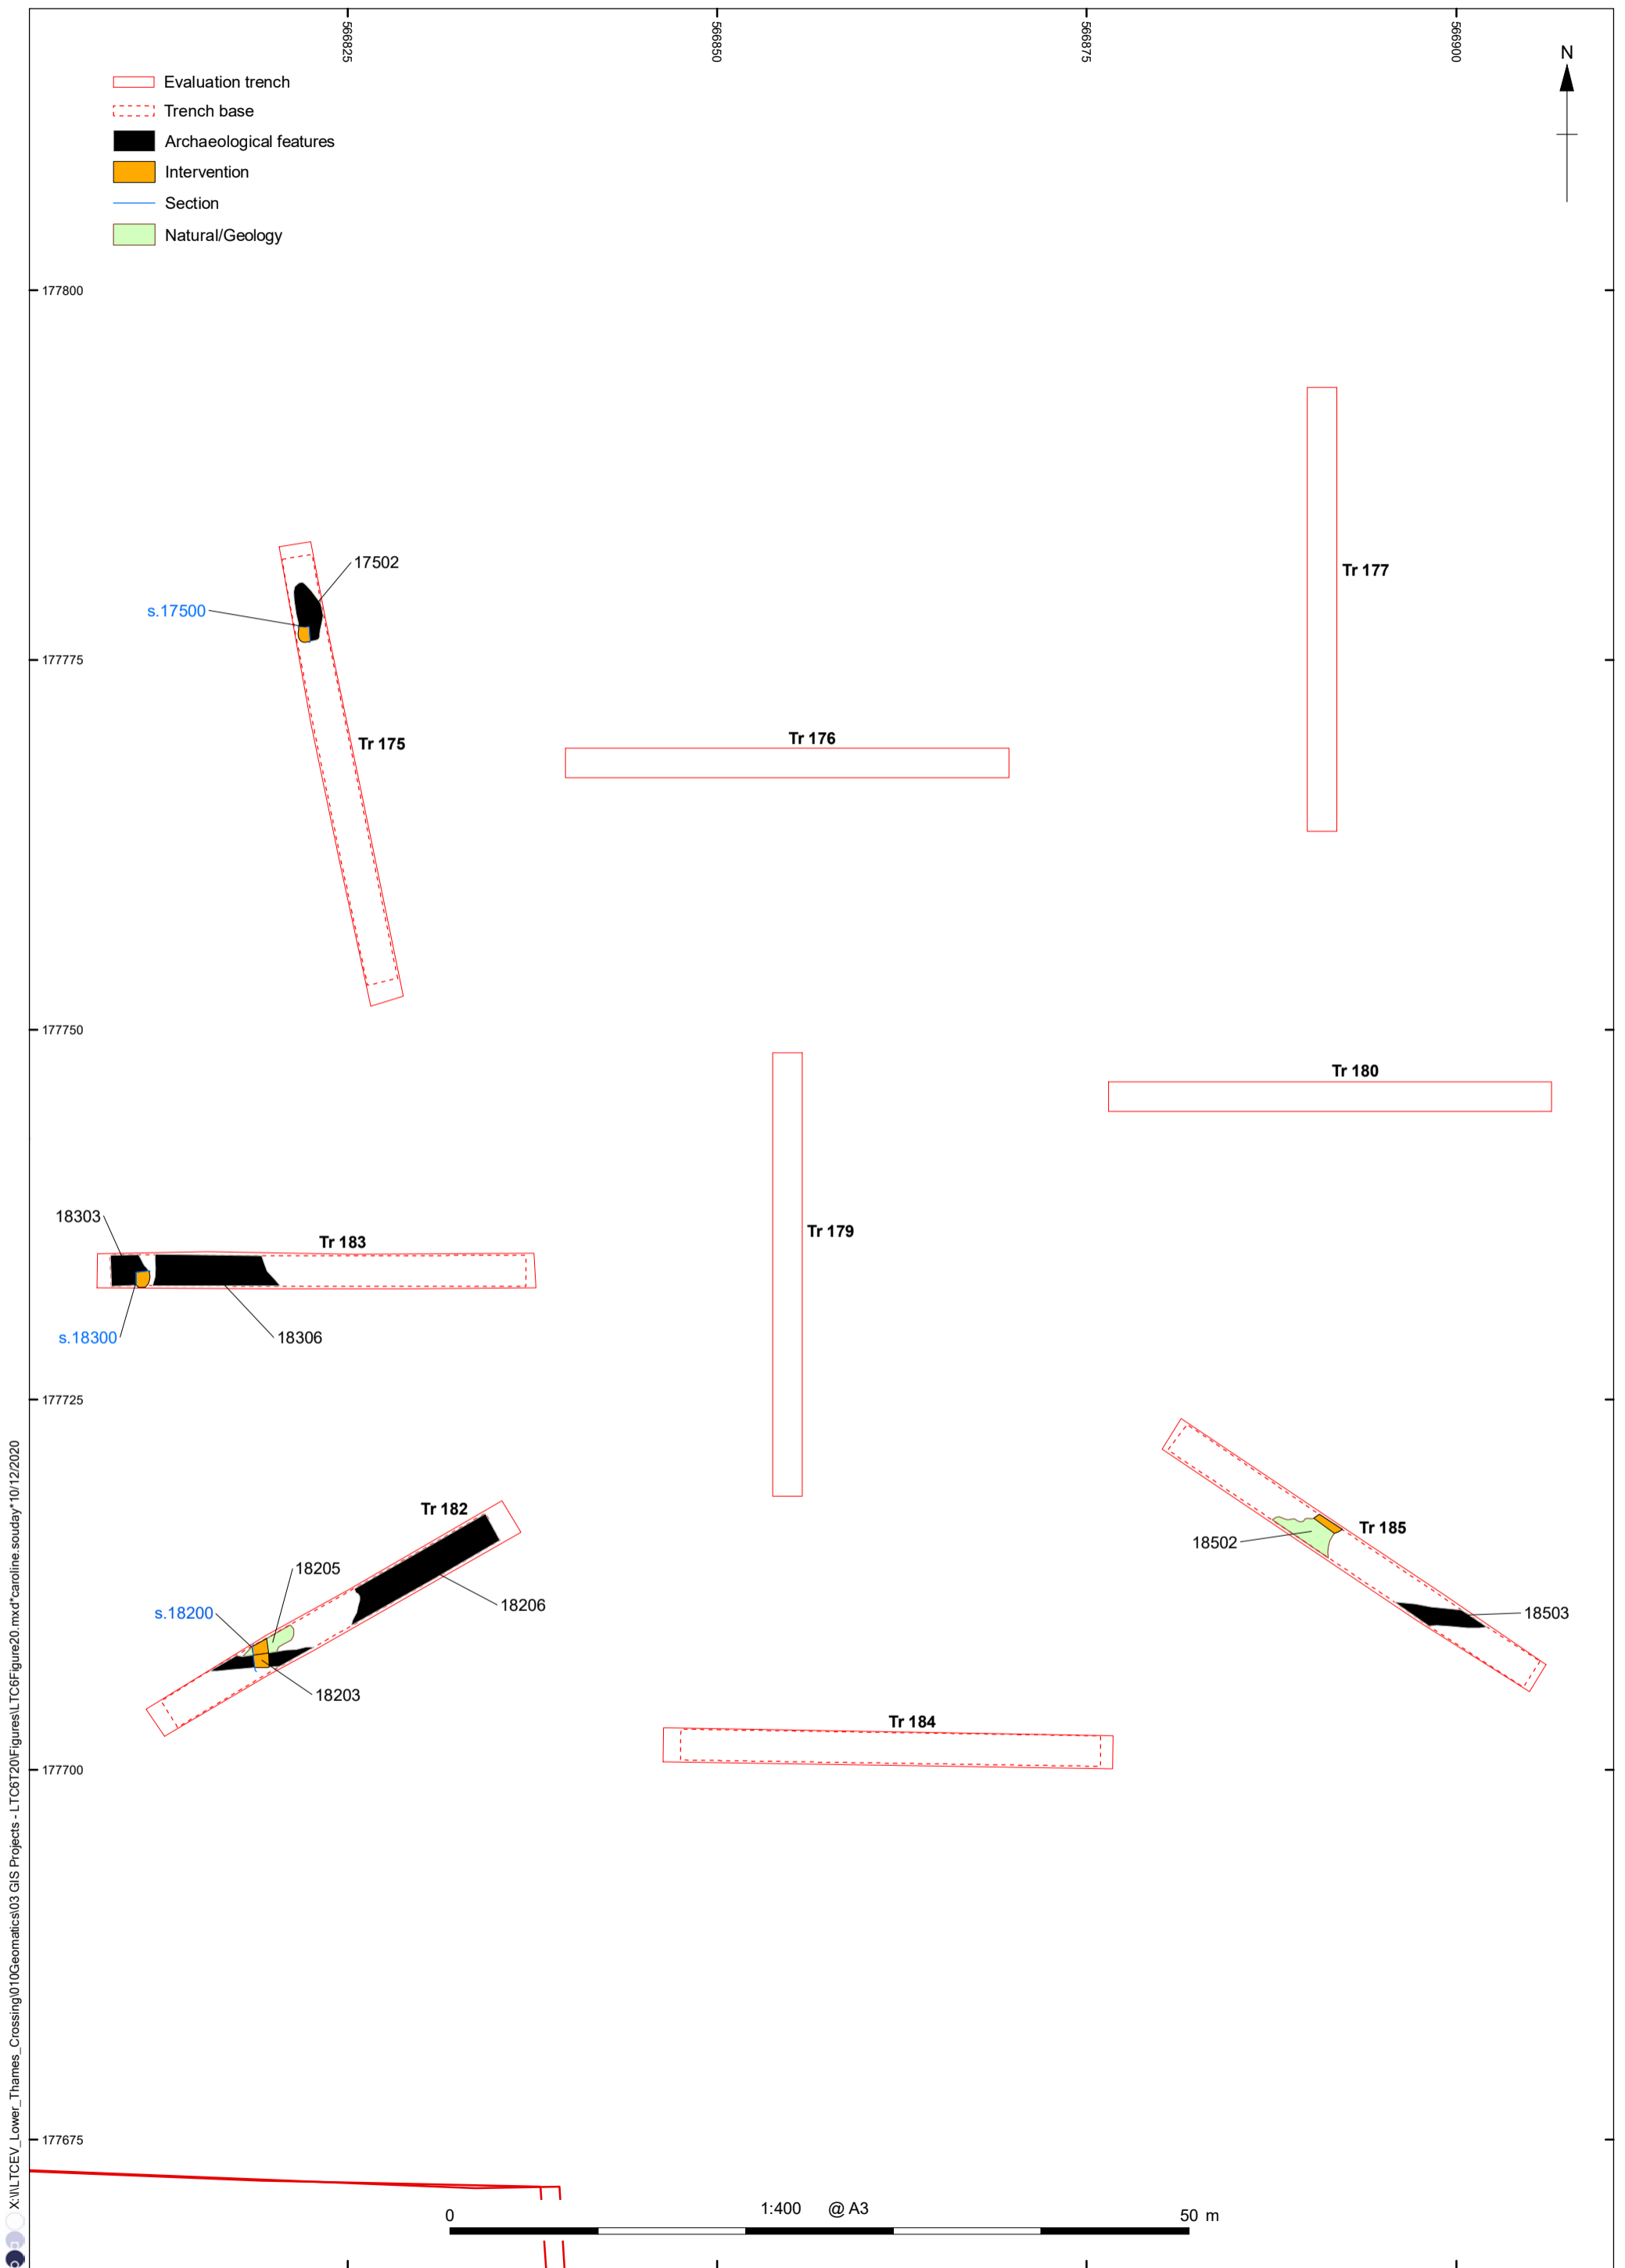 566825
566850
566875
566900
N
Evaluation trench
Trench base
Archaeological features
Intervention
Section
Natural/Geology
177800
17502
s.17500
Tr 177
177775
Tr 175
Tr 176
177750
Tr 180
18303
Tr 179
Tr 183
s.18300
18306
177725
Tr 182
Tr 185
18502
18205
18206
s.18200
18503
18203
Tr 184
177700
177675
1:400 @ A3
0
50 m
X:\l\LTCEV_Lower_Thames_Crossing\010Geomatics\03 GIS Projects - LTC6T20\Figures\LTC6Figure20.mxd*caroline.souday*10/12/2020